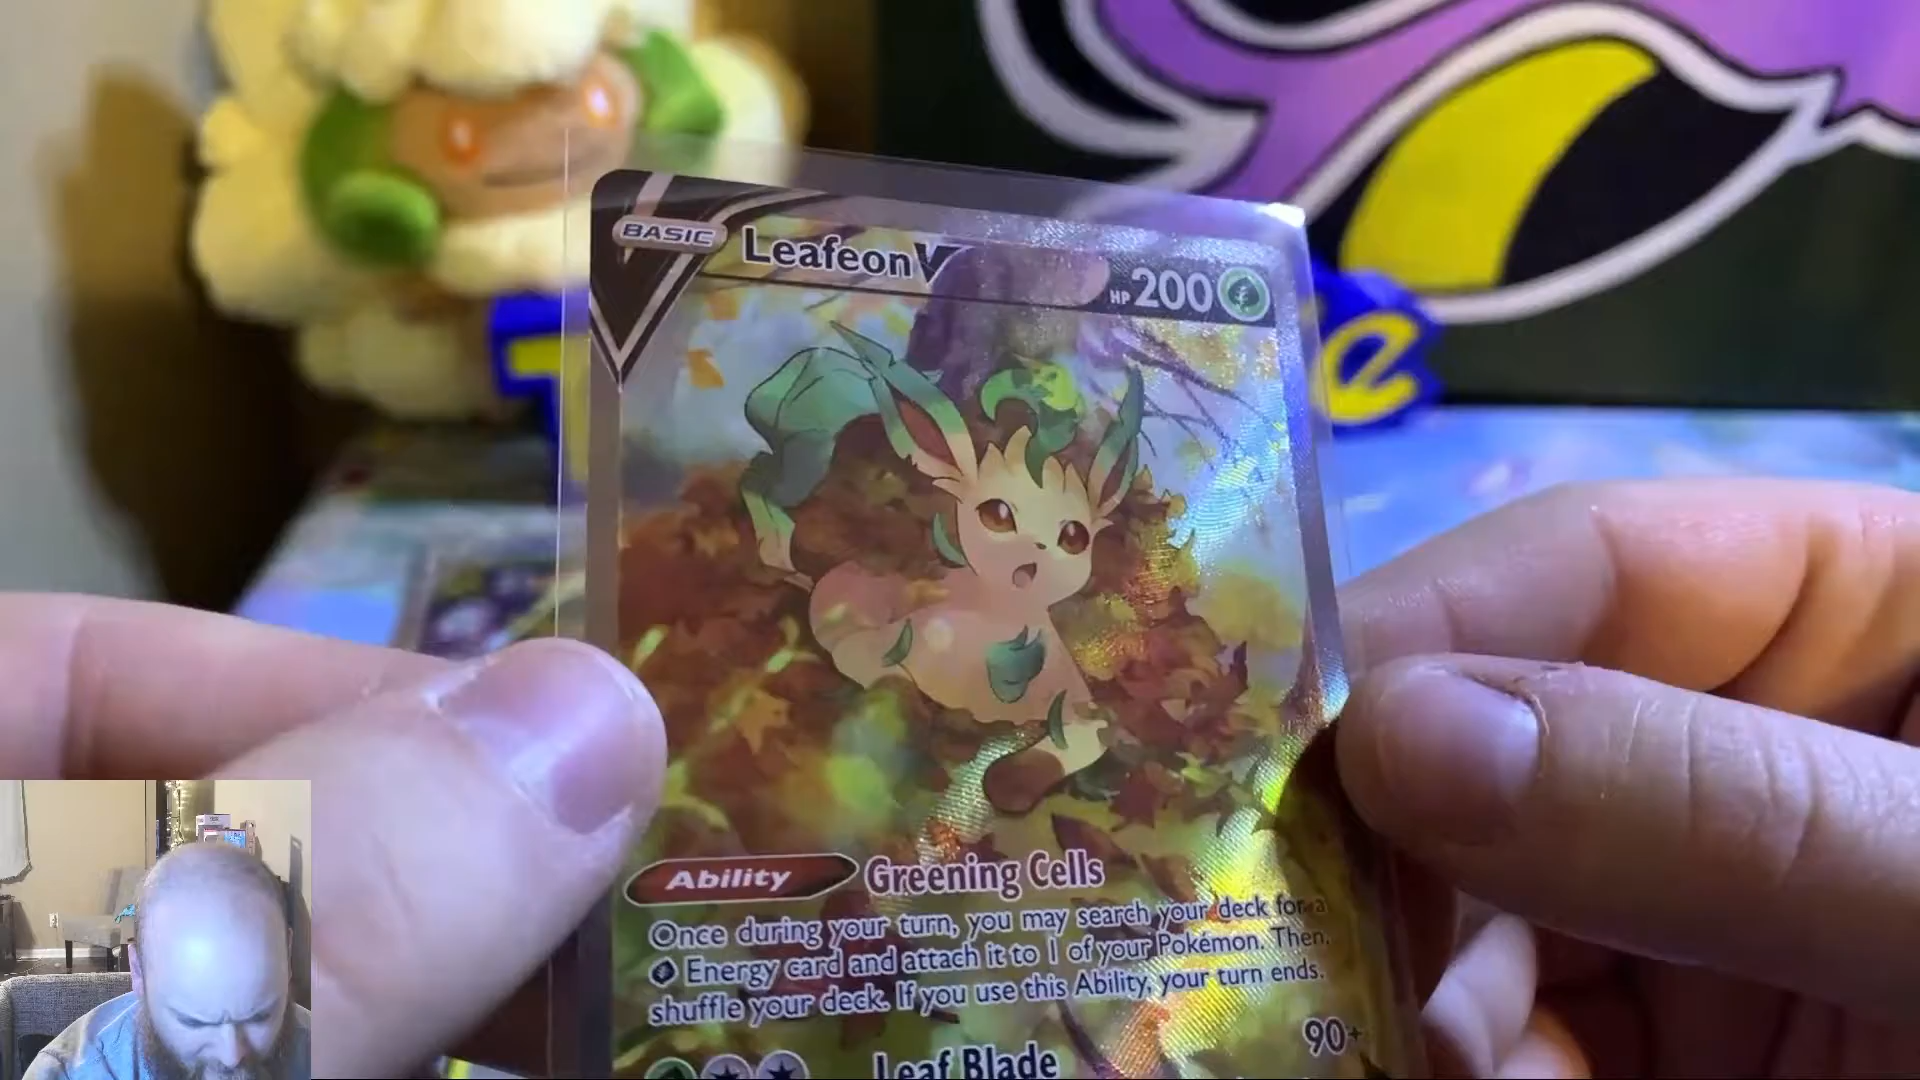 BASIC LeafeonV HP 200
Ability Greening Cells
Once during your turn, you may search your deck for a
Energy card and attach it to 1 of your Pokémon. Then,
shuffle your deck. If you use this Ability, your turn ends.
Leaf Blade 90+